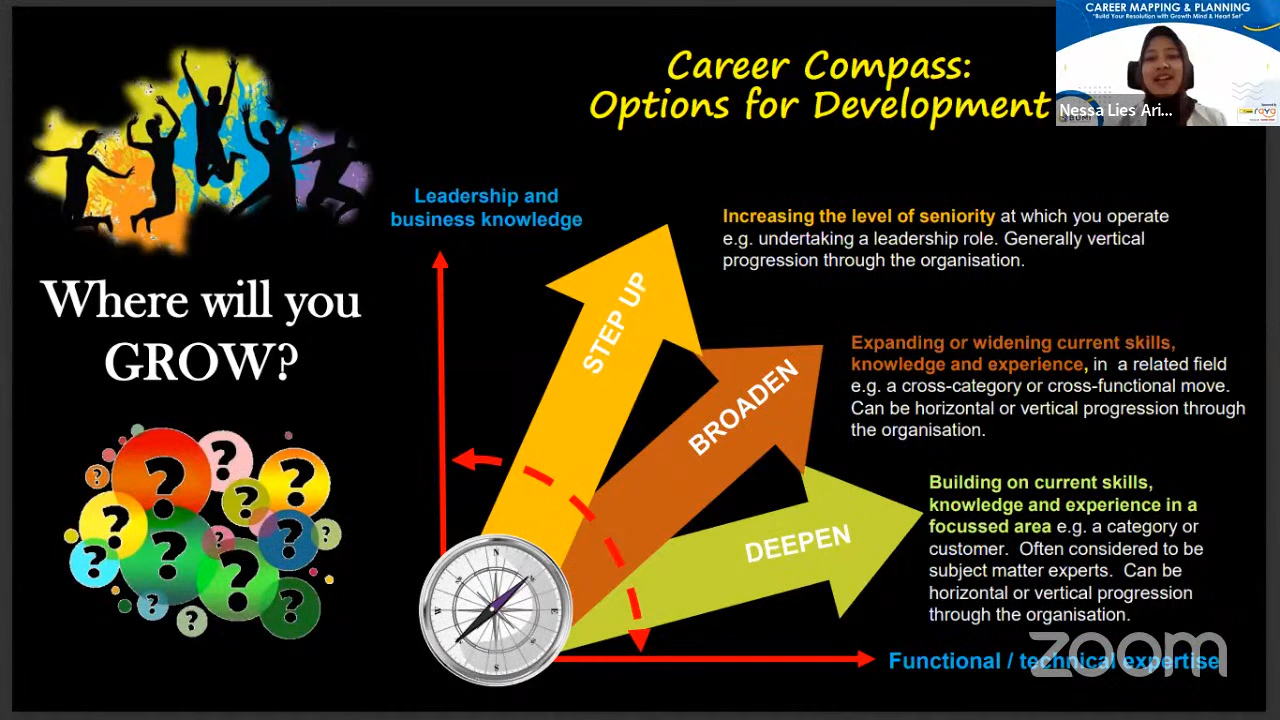 CAREER MAPPING & PLANNING
"Build Your Resolution with Growth Mind & Heart Set"
Nessa Lies Ari...
Career Compass:
Options for Development
Where will you
GROW?
Leadership and
business knowledge
STEP UP
BROADEN
DEEPEN
Increasing the level of seniority at which you operate
e.g. undertaking a leadership role. Generally vertical
progression through the organisation.
Expanding or widening current skills,
knowledge and experience, in a related field
e.g. a cross-category or cross-functional move.
Can be horizontal or vertical progression through
the organisation.
Building on current skills,
knowledge and experience in a
focussed area e.g. a category or
customer. Often considered to be
subject matter experts. Can be
horizontal or vertical progression
through the organisation.
Functional / technical expertise
zoom